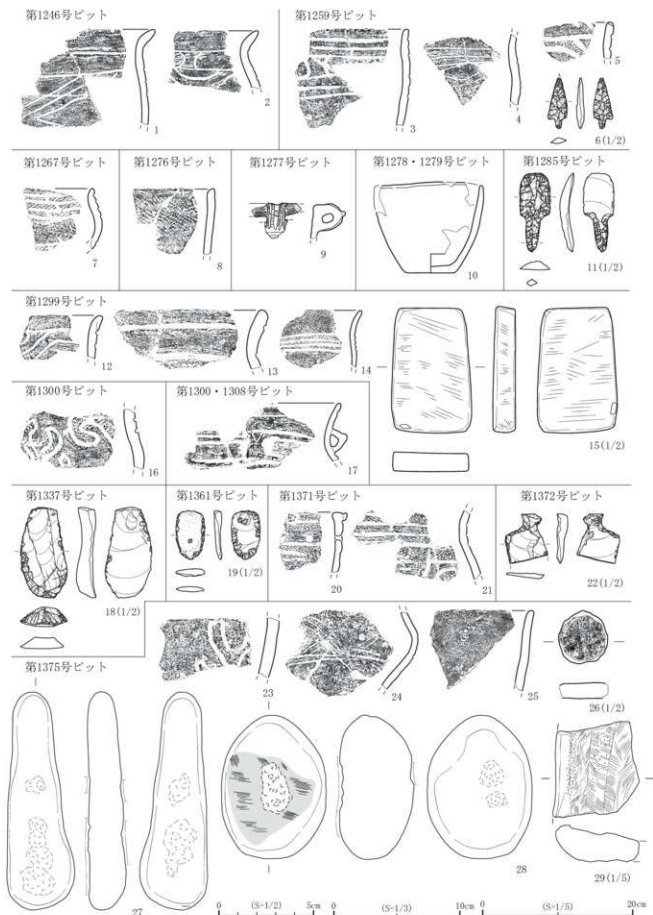 第1246号ピット
1
2
第1259号ピット
3
4
5
6(1/2)
第1267号ピット
7
第1276号ピット
8
第1277号ピット
9
第1278・1279号ピット
10
第1285号ピット
11(1/2)
第1299号ピット
12
13
14
15(1/2)
第1300号ピット
16
第1300・1308号ピット
17
第1337号ピット
18(1/2)
第1361号ピット
19(1/2)
第1371号ピット
20
21
第1372号ピット
22(1/2)
第1375号ピット
23
24
25
26(1/2)
27
28
29(1/5)
0 (S=1/2) 5cm
0 (S=1/3) 10cm
0 (S=1/5) 20cm